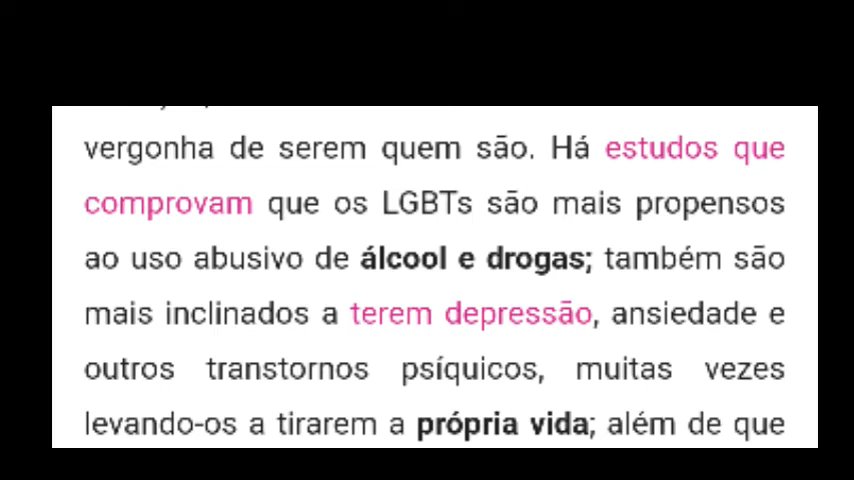 vergonha de serem quem são. Há estudos que
comprovam que os LGBTs são mais propensos
ao uso abusivo de álcool e drogas; também são
mais inclinados a terem depressão, ansiedade e
outros transtornos psíquicos, muitas vezes
levando-os a tirarem a própria vida; além de que